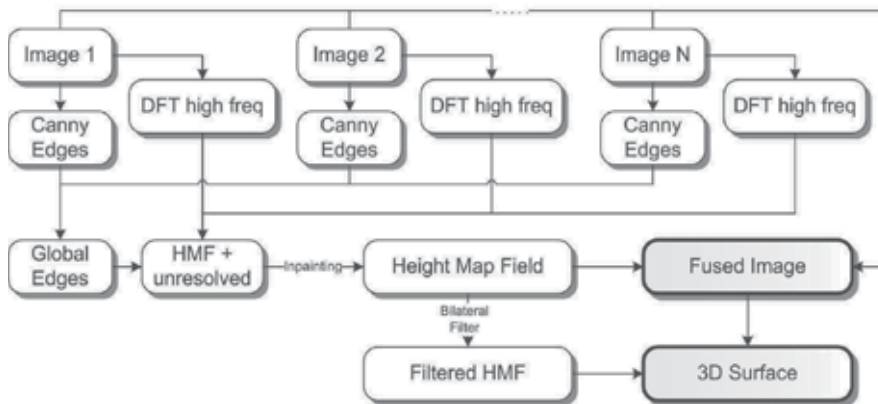 Image 1
Image 2
Image N
DFT high freq
DFT high freq
DFT high freq
Canny
Edges
Canny
Edges
Canny
Edges
Global
Edges
HMF +
unresolved
Inpainting
Height Map Field
Fused Image
Bilateral
Filter
Filtered HMF
3D Surface